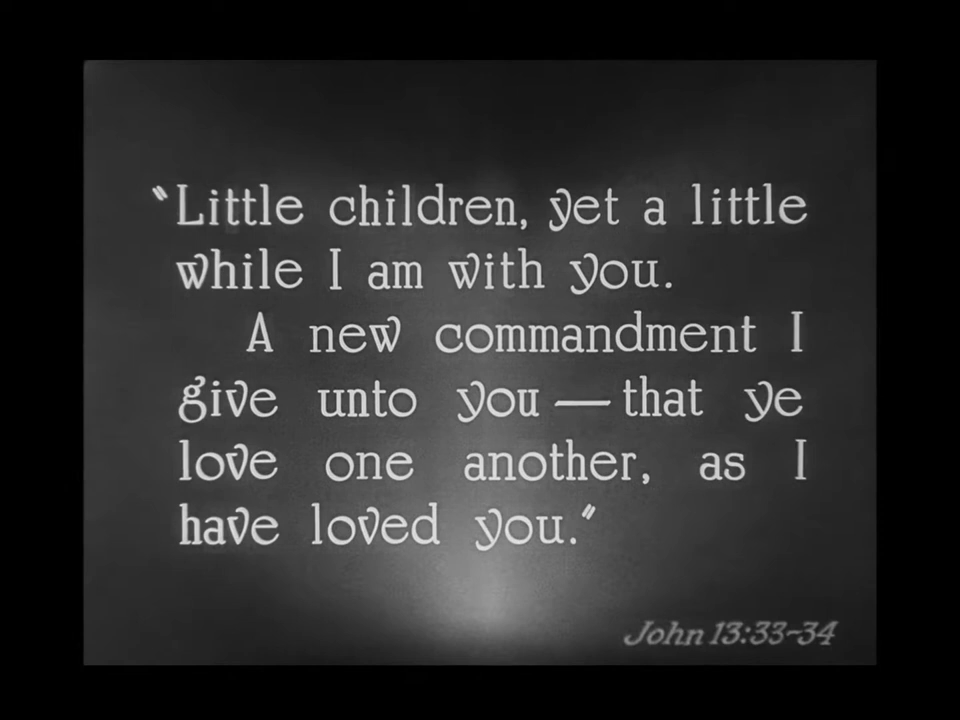 "Little children, yet a little
while I am with you.
A new commandment I
give unto you — that ye
love one another, as I
have loved you."
John 13:33-34